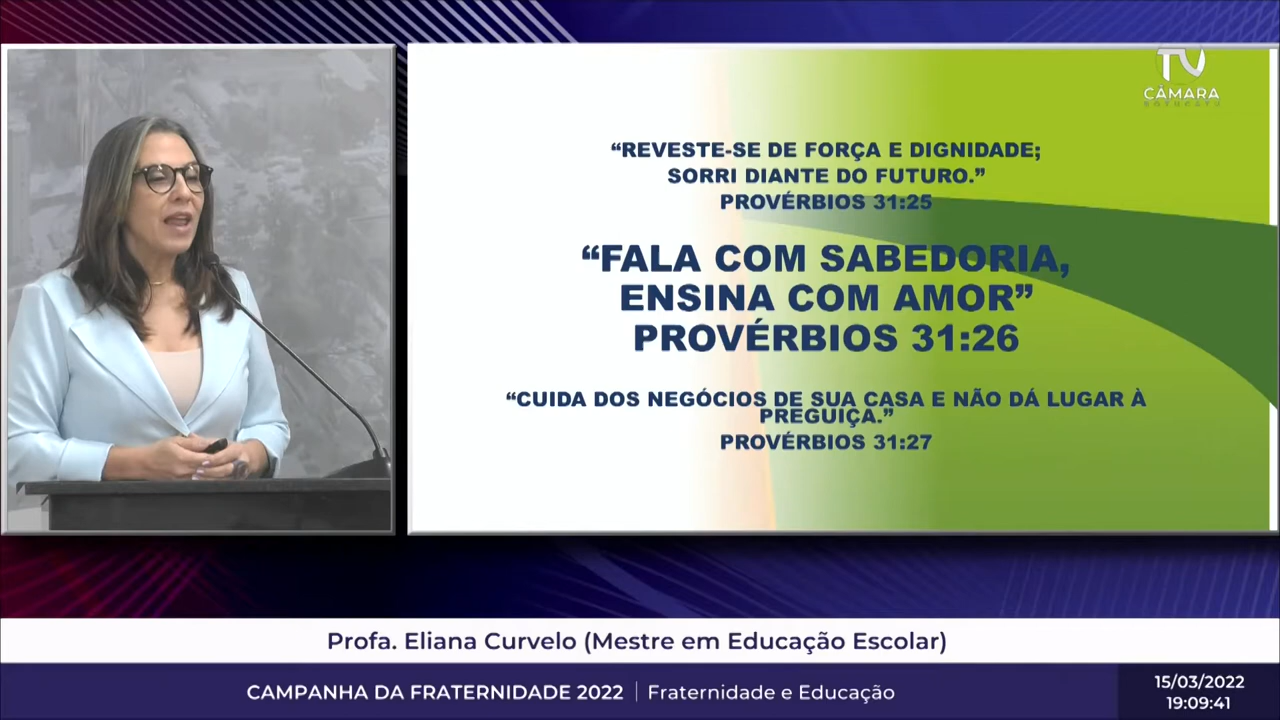 TV
CÂMARA
BOTUCATU
“REVESTE-SE DE FORÇA E DIGNIDADE;
SORRI DIANTE DO FUTURO.”
PROVÉRBIOS 31:25
“FALA COM SABEDORIA,
ENSINA COM AMOR”
PROVÉRBIOS 31:26
“CUIDA DOS NEGÓCIOS DE SUA CASA E NÃO DÁ LUGAR À
PREGUIÇA.”
PROVÉRBIOS 31:27
Profa. Eliana Curvelo (Mestre em Educação Escolar)
CAMPANHA DA FRATERNIDADE 2022 | Fraternidade e Educação
15/03/2022
19:09:41